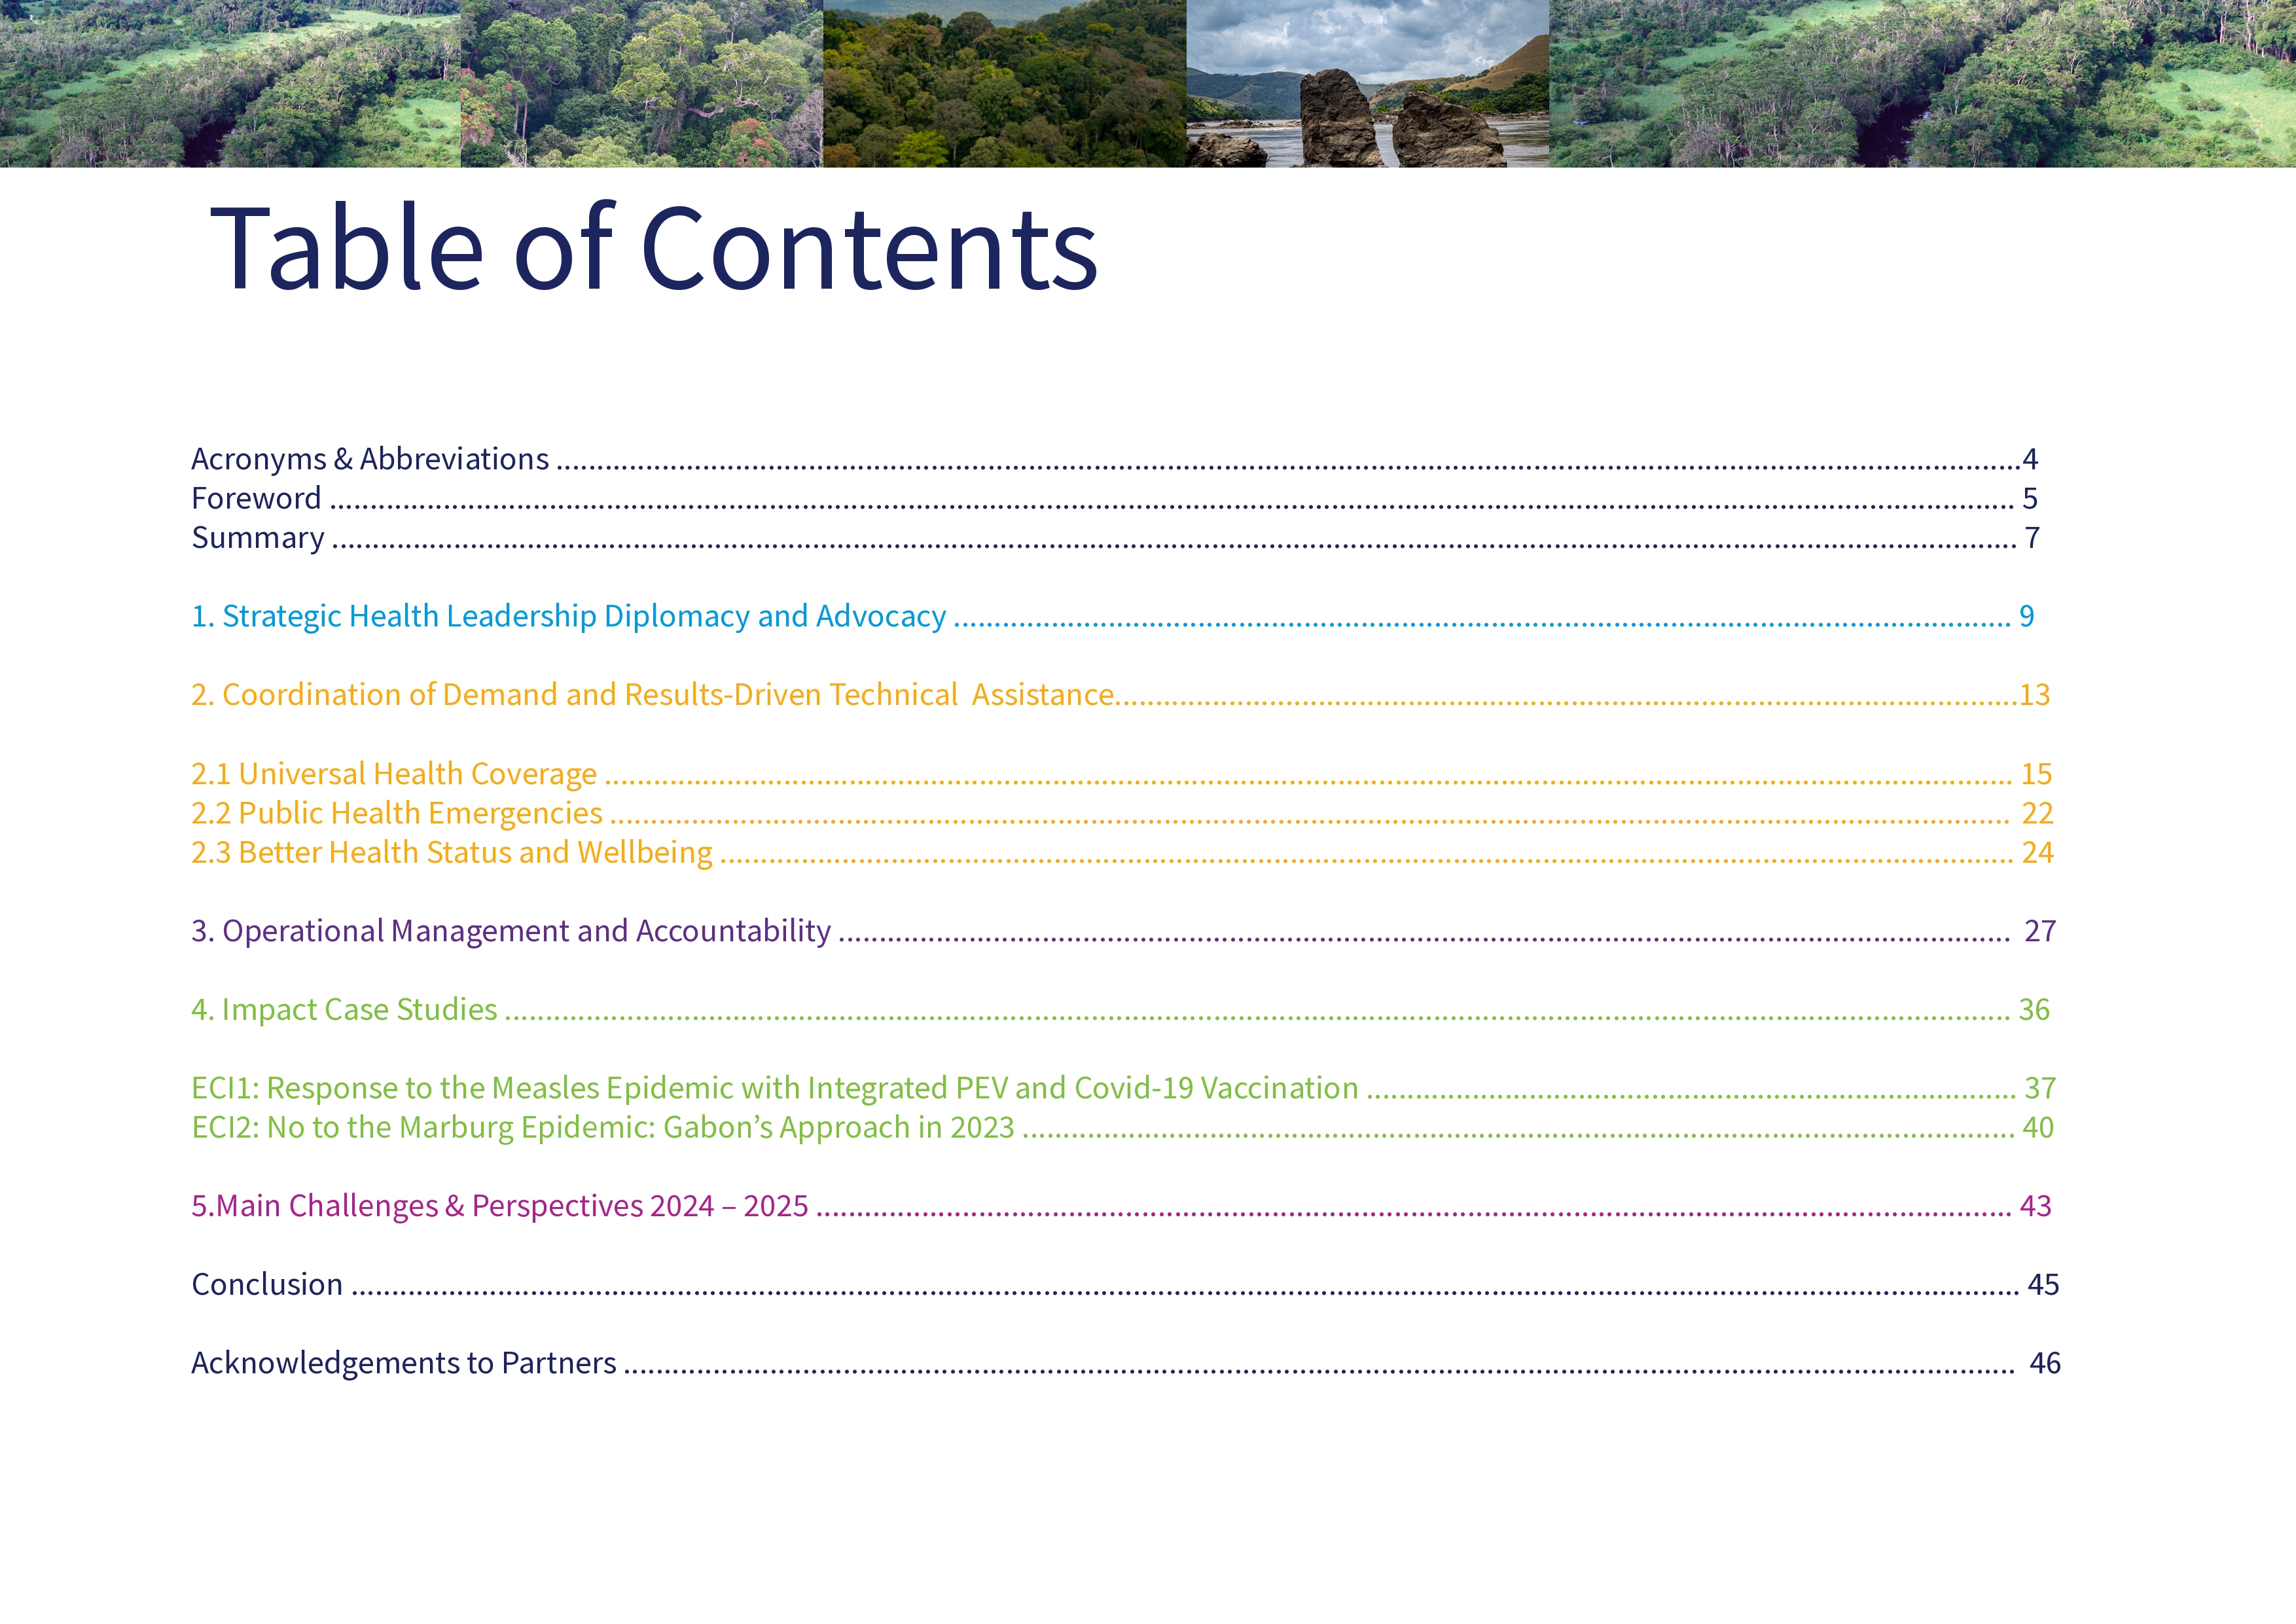 Table of Contents
Acronyms & Abbreviations ........................................ 4
Foreword ........................................ 5
Summary ........................................ 7
1. Strategic Health Leadership Diplomacy and Advocacy ........................................ 9
2. Coordination of Demand and Results-Driven Technical  Assistance........................................13
2.1 Universal Health Coverage ........................................ 15
2.2 Public Health Emergencies ........................................ 22
2.3 Better Health Status and Wellbeing ........................................ 24
3. Operational Management and Accountability ........................................ 27
4. Impact Case Studies ........................................ 36
ECI1: Response to the Measles Epidemic with Integrated PEV and Covid-19 Vaccination ........................................ 37
ECI2: No to the Marburg Epidemic: Gabon’s Approach in 2023 ........................................ 40
5.Main Challenges & Perspectives 2024 – 2025 ........................................ 43
Conclusion ........................................ 45
Acknowledgements to Partners ........................................ 46